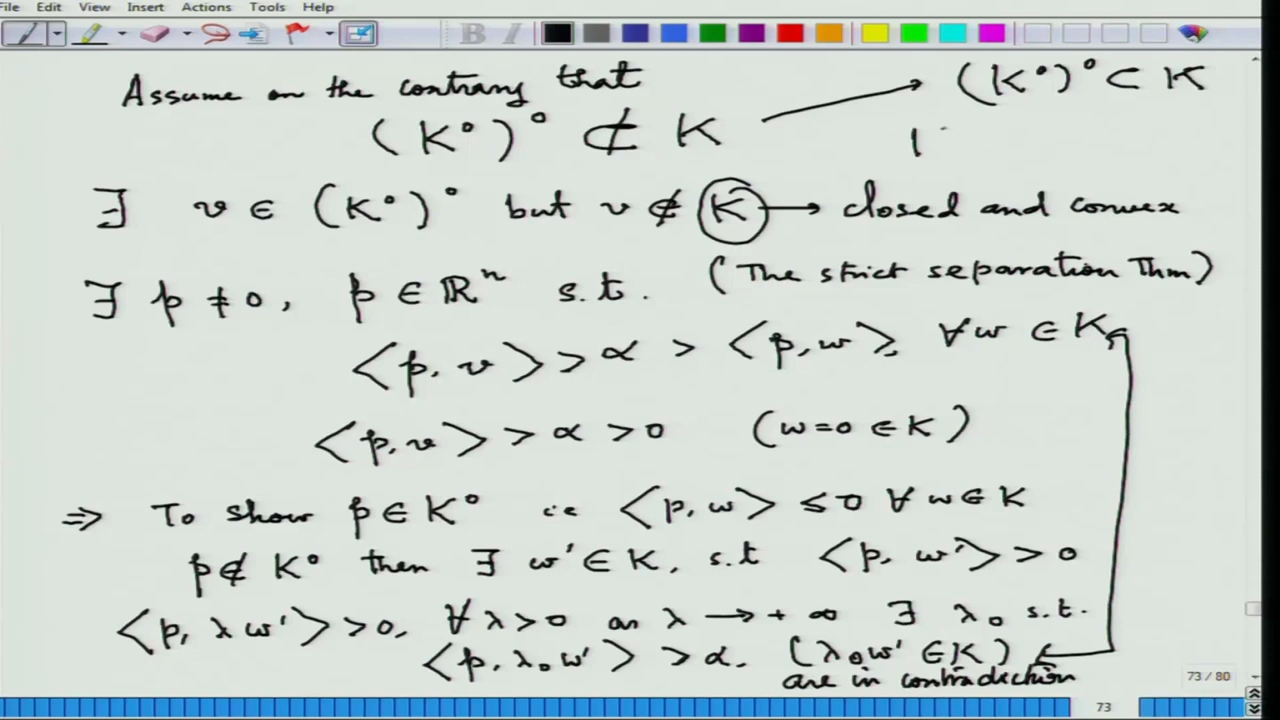 File Edit View Insert Actions Tools Help
Assume on the contrary that
(K°)° ⊄ K → (K°)° ⊂ K
∃ v ∈ (K°)° but v ∉ K → closed and convex
(The strict separation Thm)
∃ p ≠ 0, p ∈ ℝⁿ s.t.
<p, v> > α > <p, w>, ∀w ∈ K,
<p, v> > α > 0 (w=0 ∈ K)
⇒ To show p ∈ K° i.e <p, w> ≤ 0 ∀ w ∈ K
p ∉ K° then ∃ w' ∈ K, s.t <p, w'> > 0
<p, λw'> > 0, ∀ λ > 0 as λ → +∞ ∃ λ₀ s.t.
<p, λ₀w'> > α. (λ₀w' ∈ K)
are in contradiction
73 / 80
73